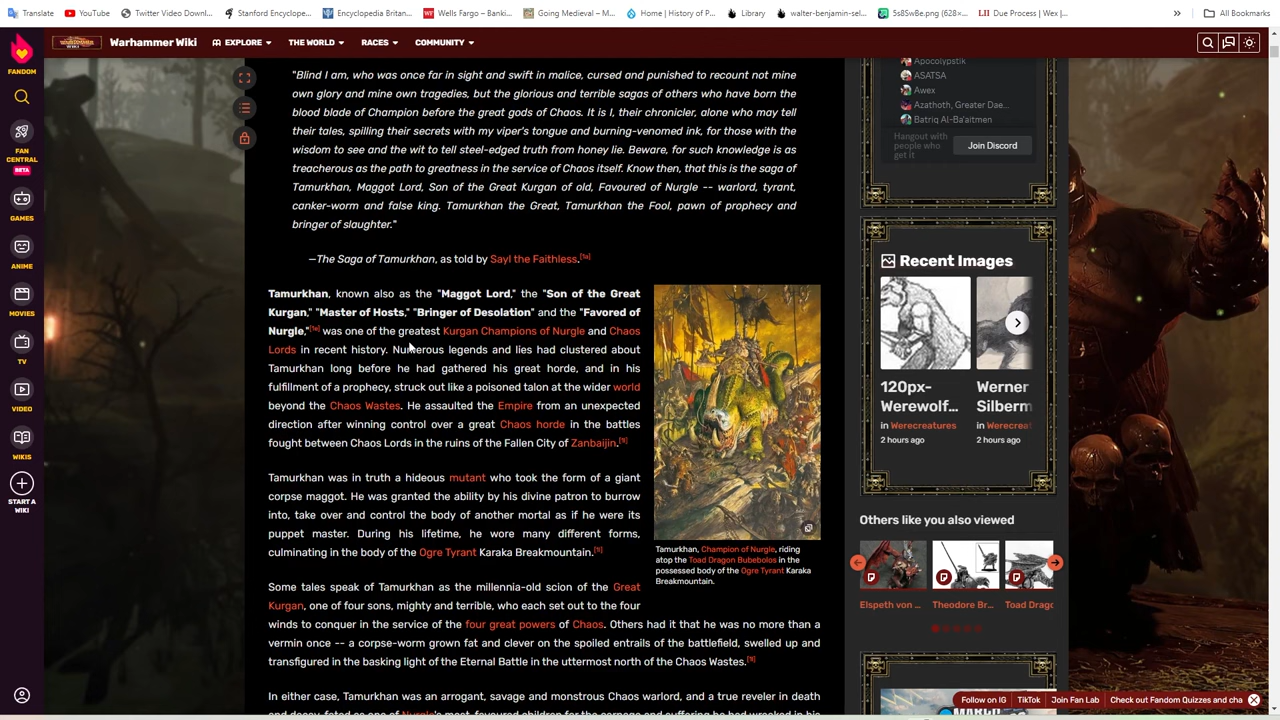 Translate
YouTube
Twitter Video Downl...
Stanford Encyclope...
Encyclopedia Britan...
Wells Fargo – Banki...
Going Medieval – M...
Home | History of P...
Library
walter-benjamin-sel...
5s8SwBe.png (628×...
Due Process | Wex |...
»
All Bookmarks
FANDOM
FAN CENTRAL
BETA
GAMES
ANIME
MOVIES
TV
VIDEO
WIKIS
START A WIKI
Warhammer Wiki
EXPLORE
THE WORLD
RACES
COMMUNITY
"Blind I am, who was once far in sight and swift in malice, cursed and punished to recount not mine
own glory and mine own tragedies, but the glorious and terrible sagas of others who have born the
blood blade of Champion before the great gods of Chaos. It is I, their chronicler, alone who may tell
their tales, spilling their secrets with my viper's tongue and burning-venomed ink, for those with the
wisdom to see and the wit to tell steel-edged truth from honey lie. Beware, for such knowledge is as
treacherous as the path to greatness in the service of Chaos itself. Know then, that this is the saga of
Tamurkhan, Maggot Lord, Son of the Great Kurgan of old, Favoured of Nurgle -- warlord, tyrant,
canker-worm and false king. Tamurkhan the Great, Tamurkhan the Fool, pawn of prophecy and
bringer of slaughter."
—The Saga of Tamurkhan, as told by Sayl the Faithless.[1a]
Tamurkhan, known also as the "Maggot Lord," the "Son of the Great
Kurgan," "Master of Hosts," "Bringer of Desolation" and the "Favored of
Nurgle,"[1e] was one of the greatest Kurgan Champions of Nurgle and Chaos
Lords in recent history. Numerous legends and lies had clustered about
Tamurkhan long before he had gathered his great horde, and in his
fulfillment of a prophecy, struck out like a poisoned talon at the wider world
beyond the Chaos Wastes. He assaulted the Empire from an unexpected
direction after winning control over a great Chaos horde in the battles
fought between Chaos Lords in the ruins of the Fallen City of Zanbaijin.[9]
Tamurkhan was in truth a hideous mutant who took the form of a giant
corpse maggot. He was granted the ability by his divine patron to burrow
into, take over and control the body of another mortal as if he were its
puppet master. During his lifetime, he wore many different forms,
culminating in the body of the Ogre Tyrant Karaka Breakmountain.[9]
Some tales speak of Tamurkhan as the millennia-old scion of the Great
Kurgan, one of four sons, mighty and terrible, who each set out to the four
winds to conquer in the service of the four great powers of Chaos. Others had it that he was no more than a
vermin once -- a corpse-worm grown fat and clever on the spoiled entrails of the battlefield, swelled up and
transfigured in the basking light of the Eternal Battle in the uttermost north of the Chaos Wastes.[9]
In either case, Tamurkhan was an arrogant, savage and monstrous Chaos warlord, and a true reveler in death
Tamurkhan, Champion of Nurgle, riding
atop the Toad Dragon Bubebolos in the
possessed body of the Ogre Tyrant Karaka
Breakmountain.
Apocolypstik
ASATSA
Awex
Azathoth, Greater Dae...
Batriq Al-Ba'aitmen
Hangout with
people who
get it
Join Discord
Recent Images
120px-
Werewolf...
in Werecreatures
2 hours ago
Werner
Silberm
in Werecreat
2 hours ago
Others like you also viewed
Elspeth von ...
Theodore Br...
Toad Drago
Follow on IG
TikTok
Join Fan Lab
Check out Fandom Quizzes and cha